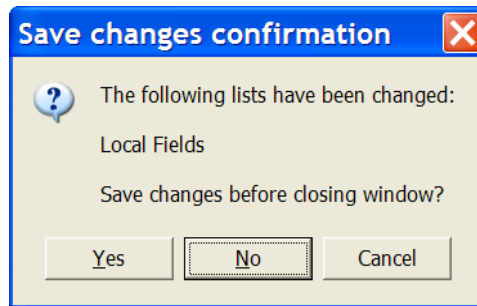 Save changes confirmation
The following lists have been changed:
Local Fields
Save changes before closing window?
Yes No Cancel